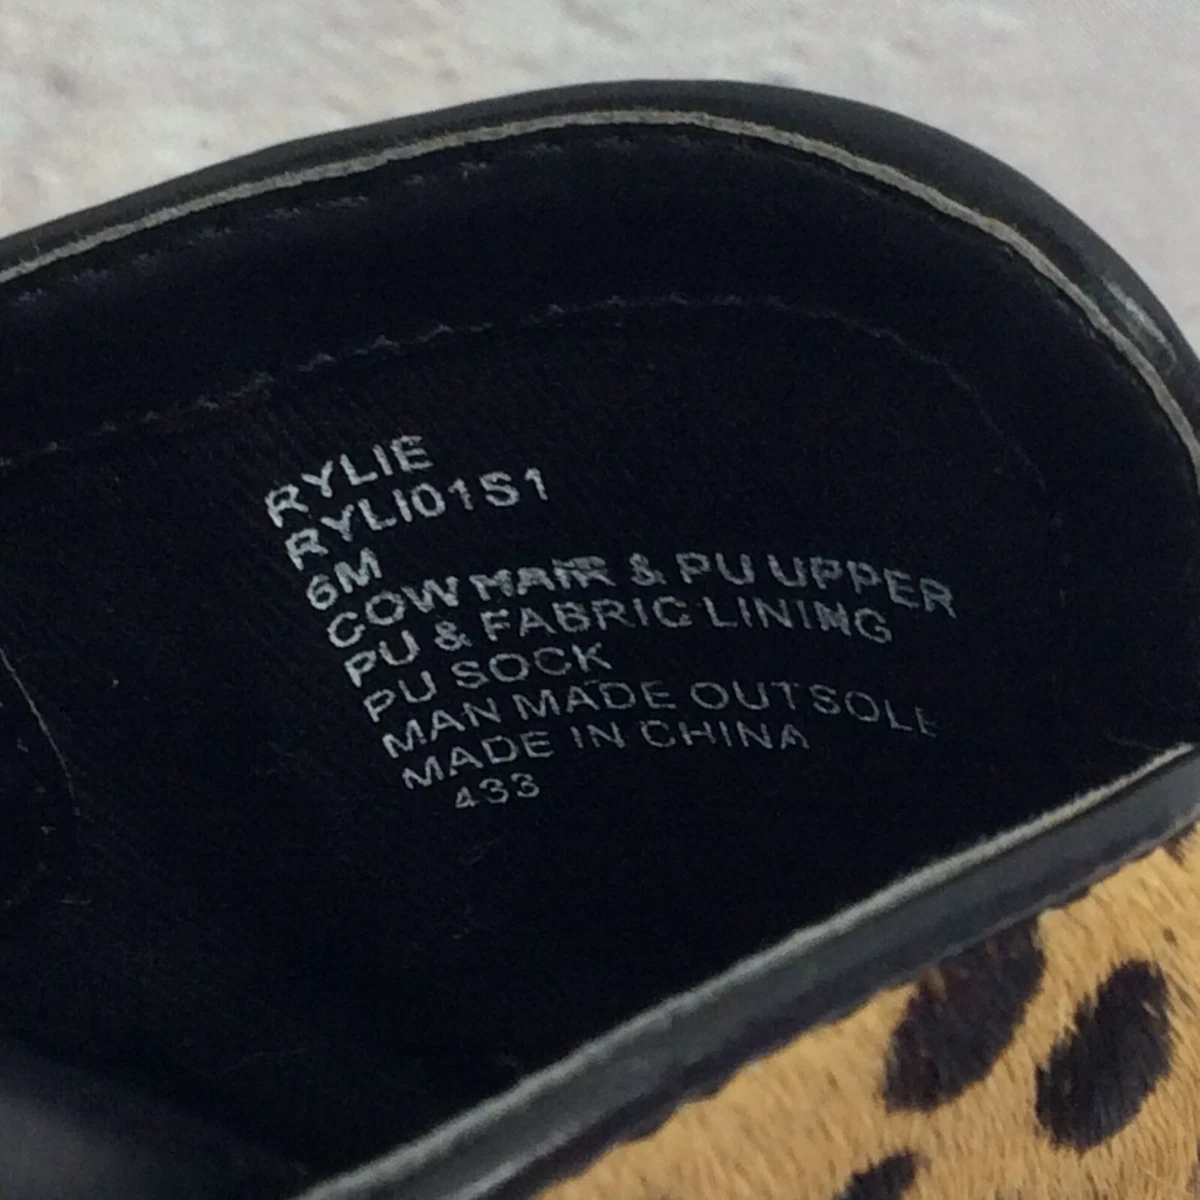 RYLIE
RYLI01S1
6M
COW HAIR & PU UPPER
PU & FABRIC LINING
PU SOCK
MAN MADE OUTSOLE
MADE IN CHINA
433